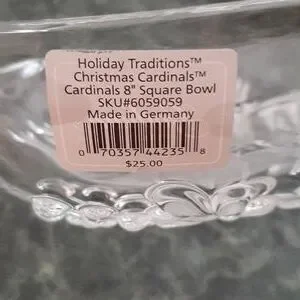 Holiday Traditions™
Christmas Cardinals™
Cardinals 8" Square Bowl
SKU#6059059
Made in Germany
0 70357 44235 8
$25.00